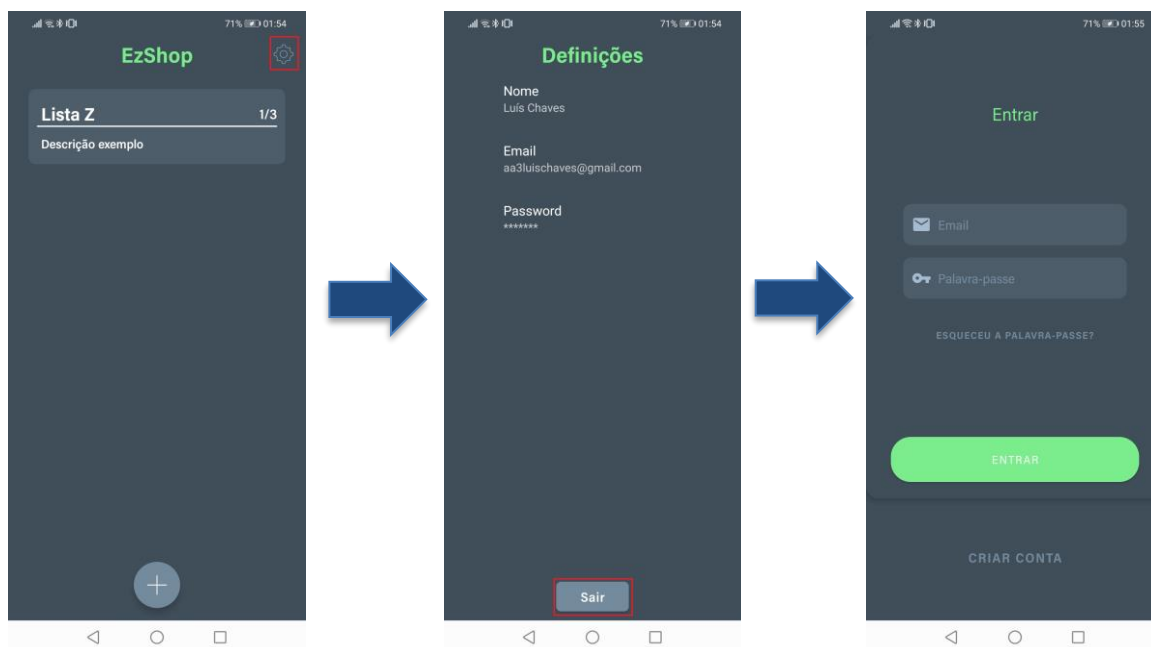 71% 01:54
EzShop
Lista Z 1/3
Descrição exemplo
71% 01:54
Definições
Nome
Luís Chaves
Email
aa3luischaves@gmail.com
Password
*******
Sair
71% 01:55
Entrar
Email
Palavra-passe
ESQUECEU A PALAVRA-PASSE?
ENTRAR
CRIAR CONTA